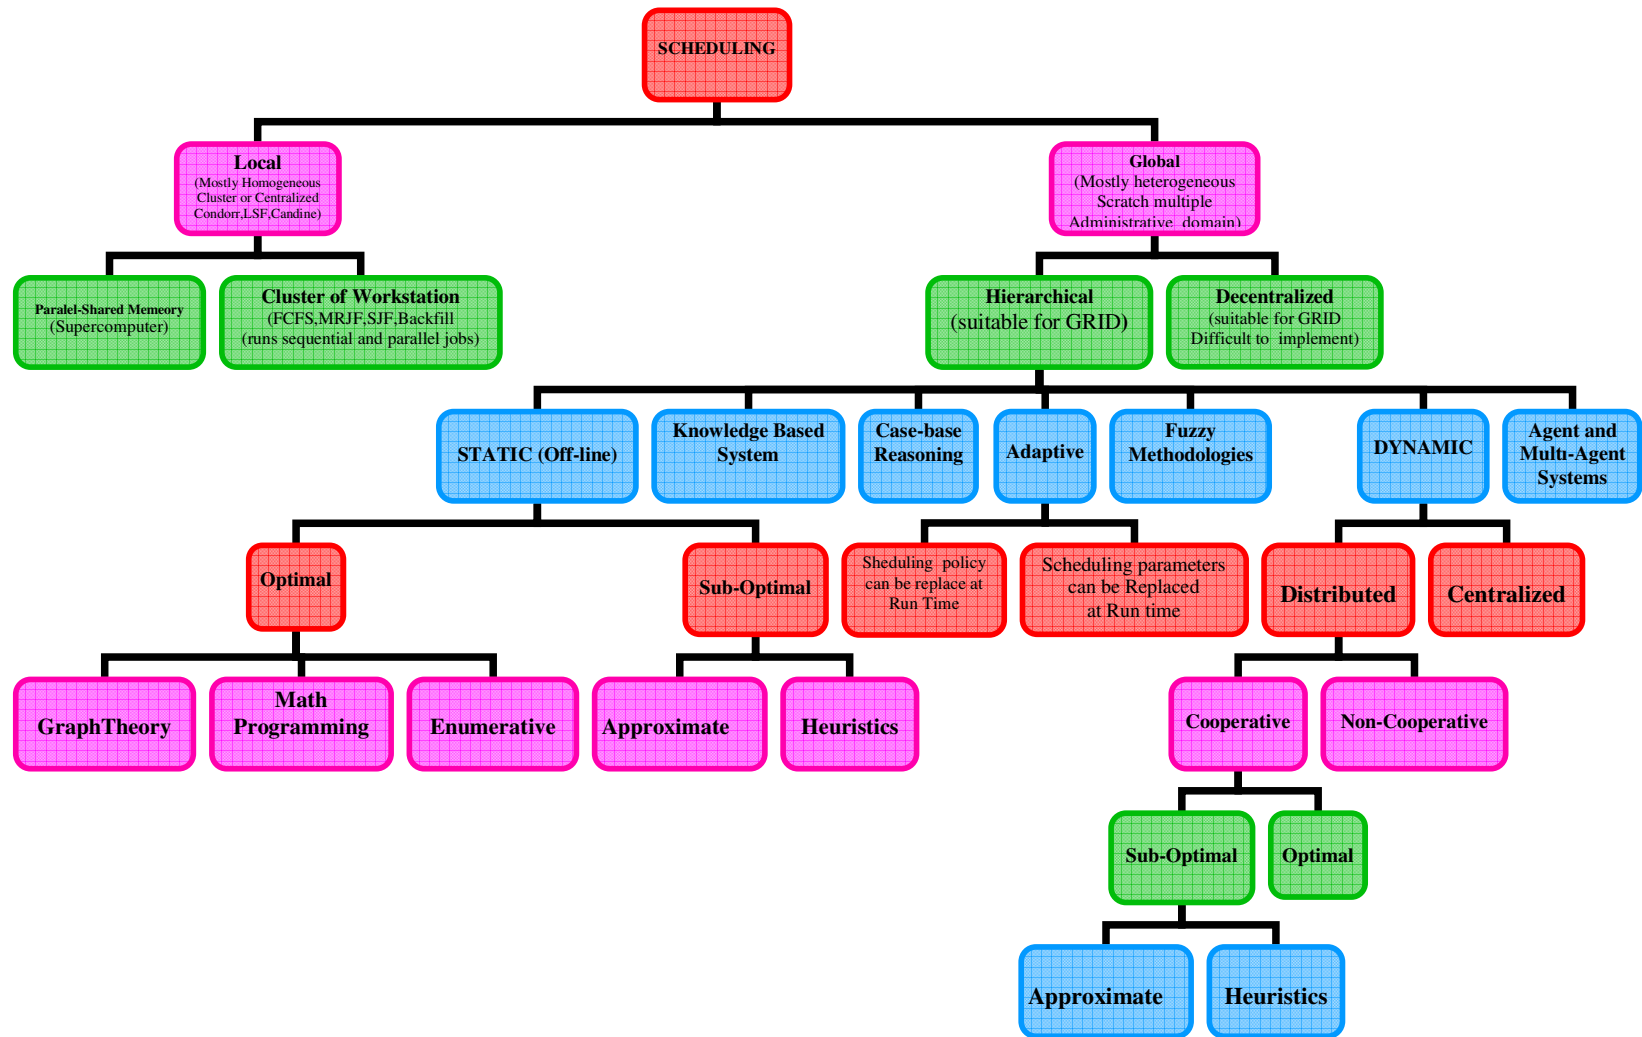 SCHEDULING
Local
(Mostly Homogeneous
Cluster or Centralized
Condorr,LSF,Candine)
Global
(Mostly heterogeneous
Scratch multiple
Administrative domain)
Paralel-Shared Memeory
(Supercomputer)
Cluster of Workstation
(FCFS,MRJF,SJF,Backfill
(runs sequential and parallel jobs)
Hierarchical
(suitable for GRID)
Decentralized
(suitable for GRID
Difficult to implement)
STATIC (Off-line)
Knowledge Based
System
Case-base
Reasoning
Adaptive
Fuzzy
Methodologies
DYNAMIC
Agent and
Multı-Agent
Systems
Optimal
Sub-Optimal
Sheduling policy
can be replace at
Run Time
Scheduling parameters
can be Replaced
at Run time
Distributed
Centralized
GraphTheory
Math
Programming
Enumerative
Approximate
Heuristics
Cooperative
Non-Cooperative
Sub-Optimal
Optimal
Approximate
Heuristics